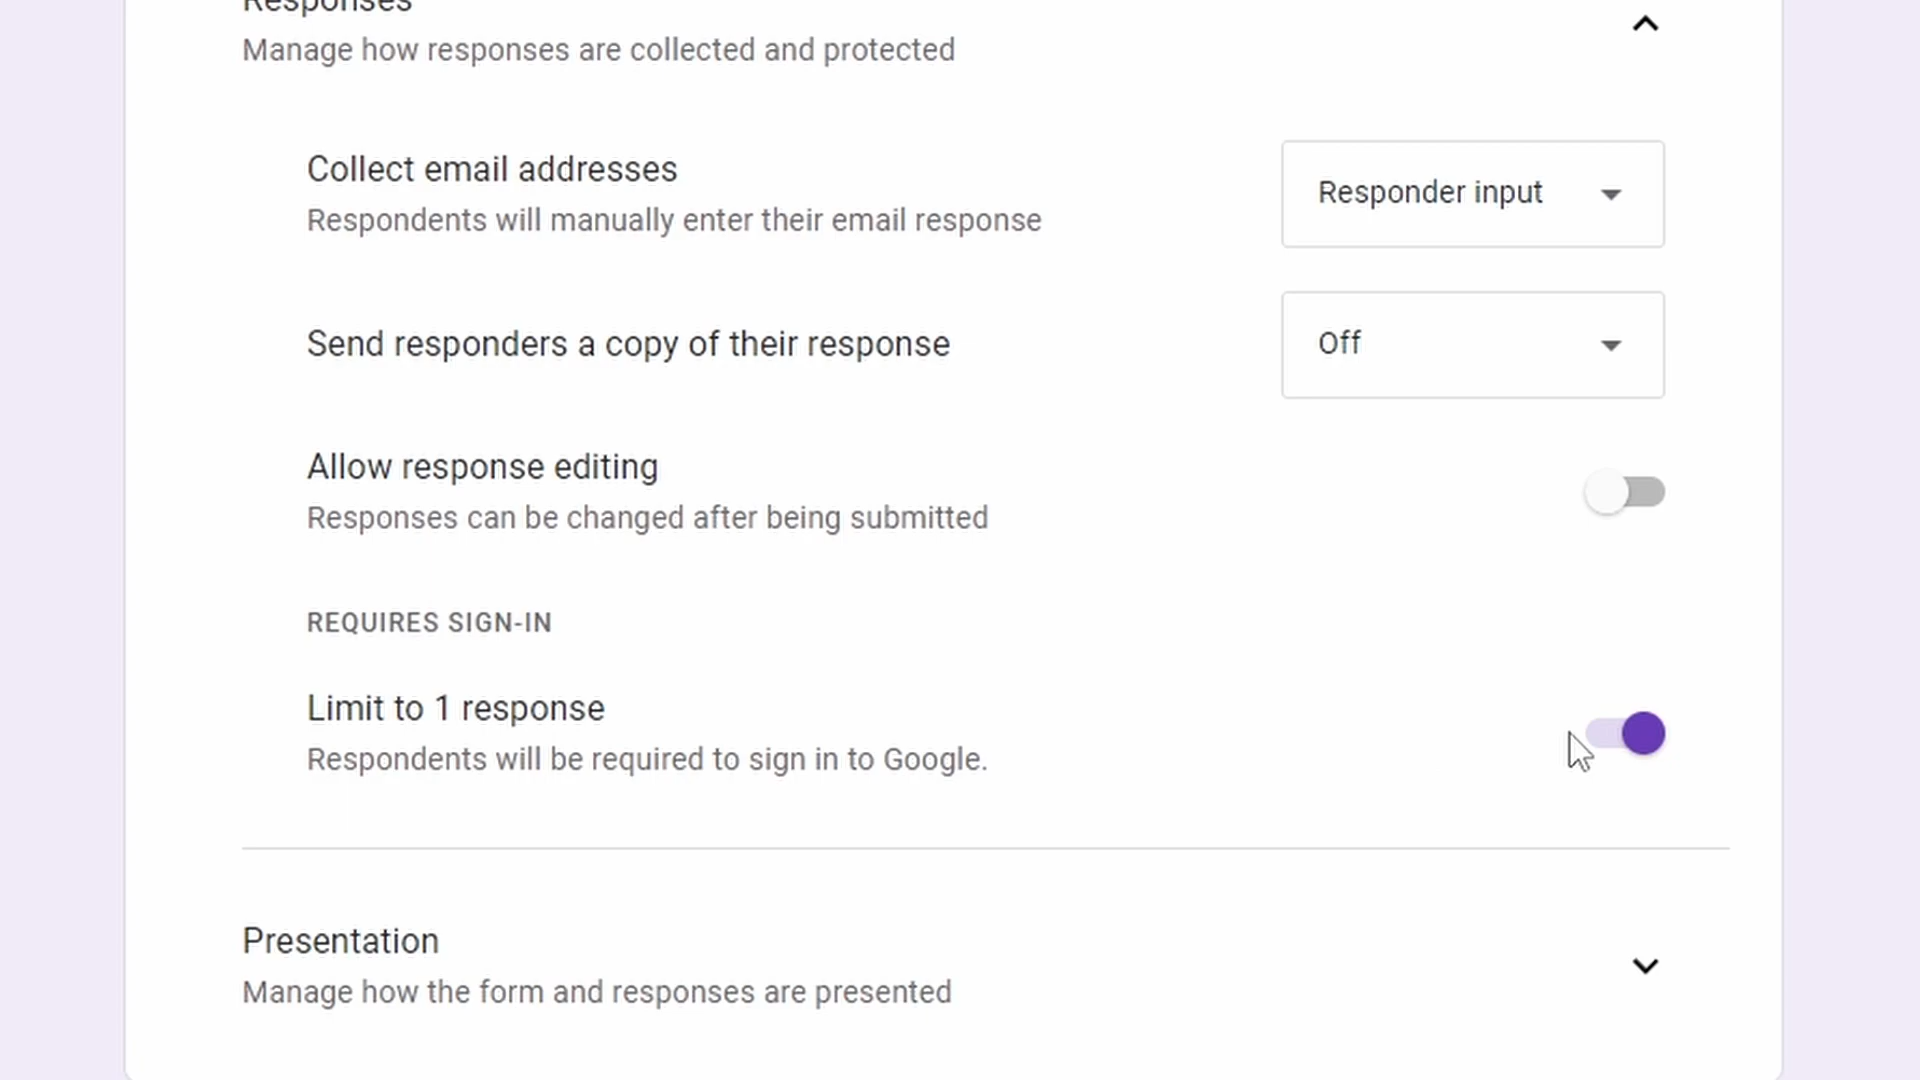 Responses
Manage how responses are collected and protected
Collect email addresses
Respondents will manually enter their email response
Responder input
Send responders a copy of their response
Off
Allow response editing
Responses can be changed after being submitted
REQUIRES SIGN-IN
Limit to 1 response
Respondents will be required to sign in to Google.
Presentation
Manage how the form and responses are presented